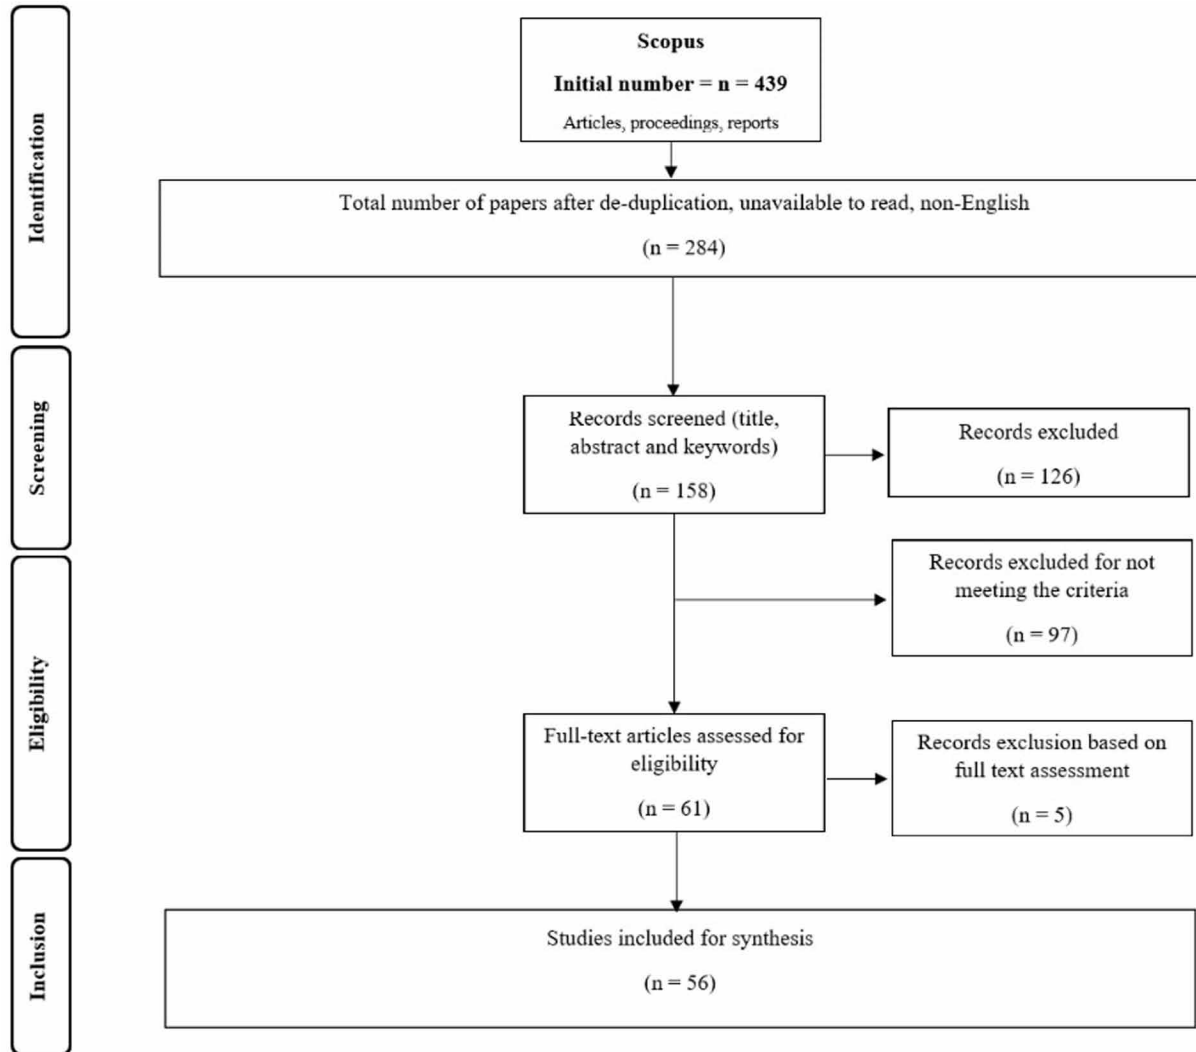 Identification
Scopus
Initial number = n = 439
Articles, proceedings, reports
Total number of papers after de-duplication, unavailable to read, non-English
(n = 284)
Screening
Records screened (title,
abstract and keywords)
(n = 158)
Records excluded
(n = 126)
Eligibility
Records excluded for not
meeting the criteria
(n = 97)
Full-text articles assessed for
eligibility
(n = 61)
Records exclusion based on
full text assessment
(n = 5)
Inclusion
Studies included for synthesis
(n = 56)